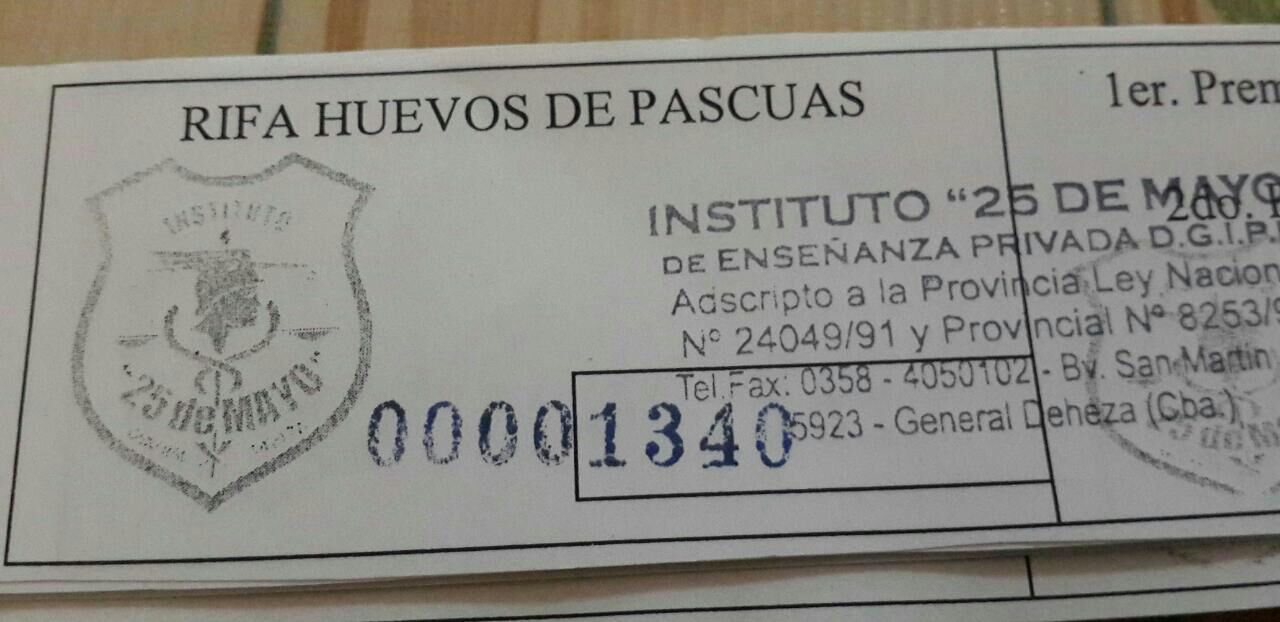 RIFA HUEVOS DE PASCUAS
1er. Prem
2do.
INSTITUTO
"25 de MAYO"
INSTITUTO “25 DE MAYO
DE ENSEÑANZA PRIVADA D.G.I.P.
Adscripto a la Provincia Ley Nacion
Nº 24049/91 y Provincial Nº 8253/9
Tel.Fax: 0358 - 4050102 - Bv. San Martin
5923 - General Deheza (Cba.)
00001340